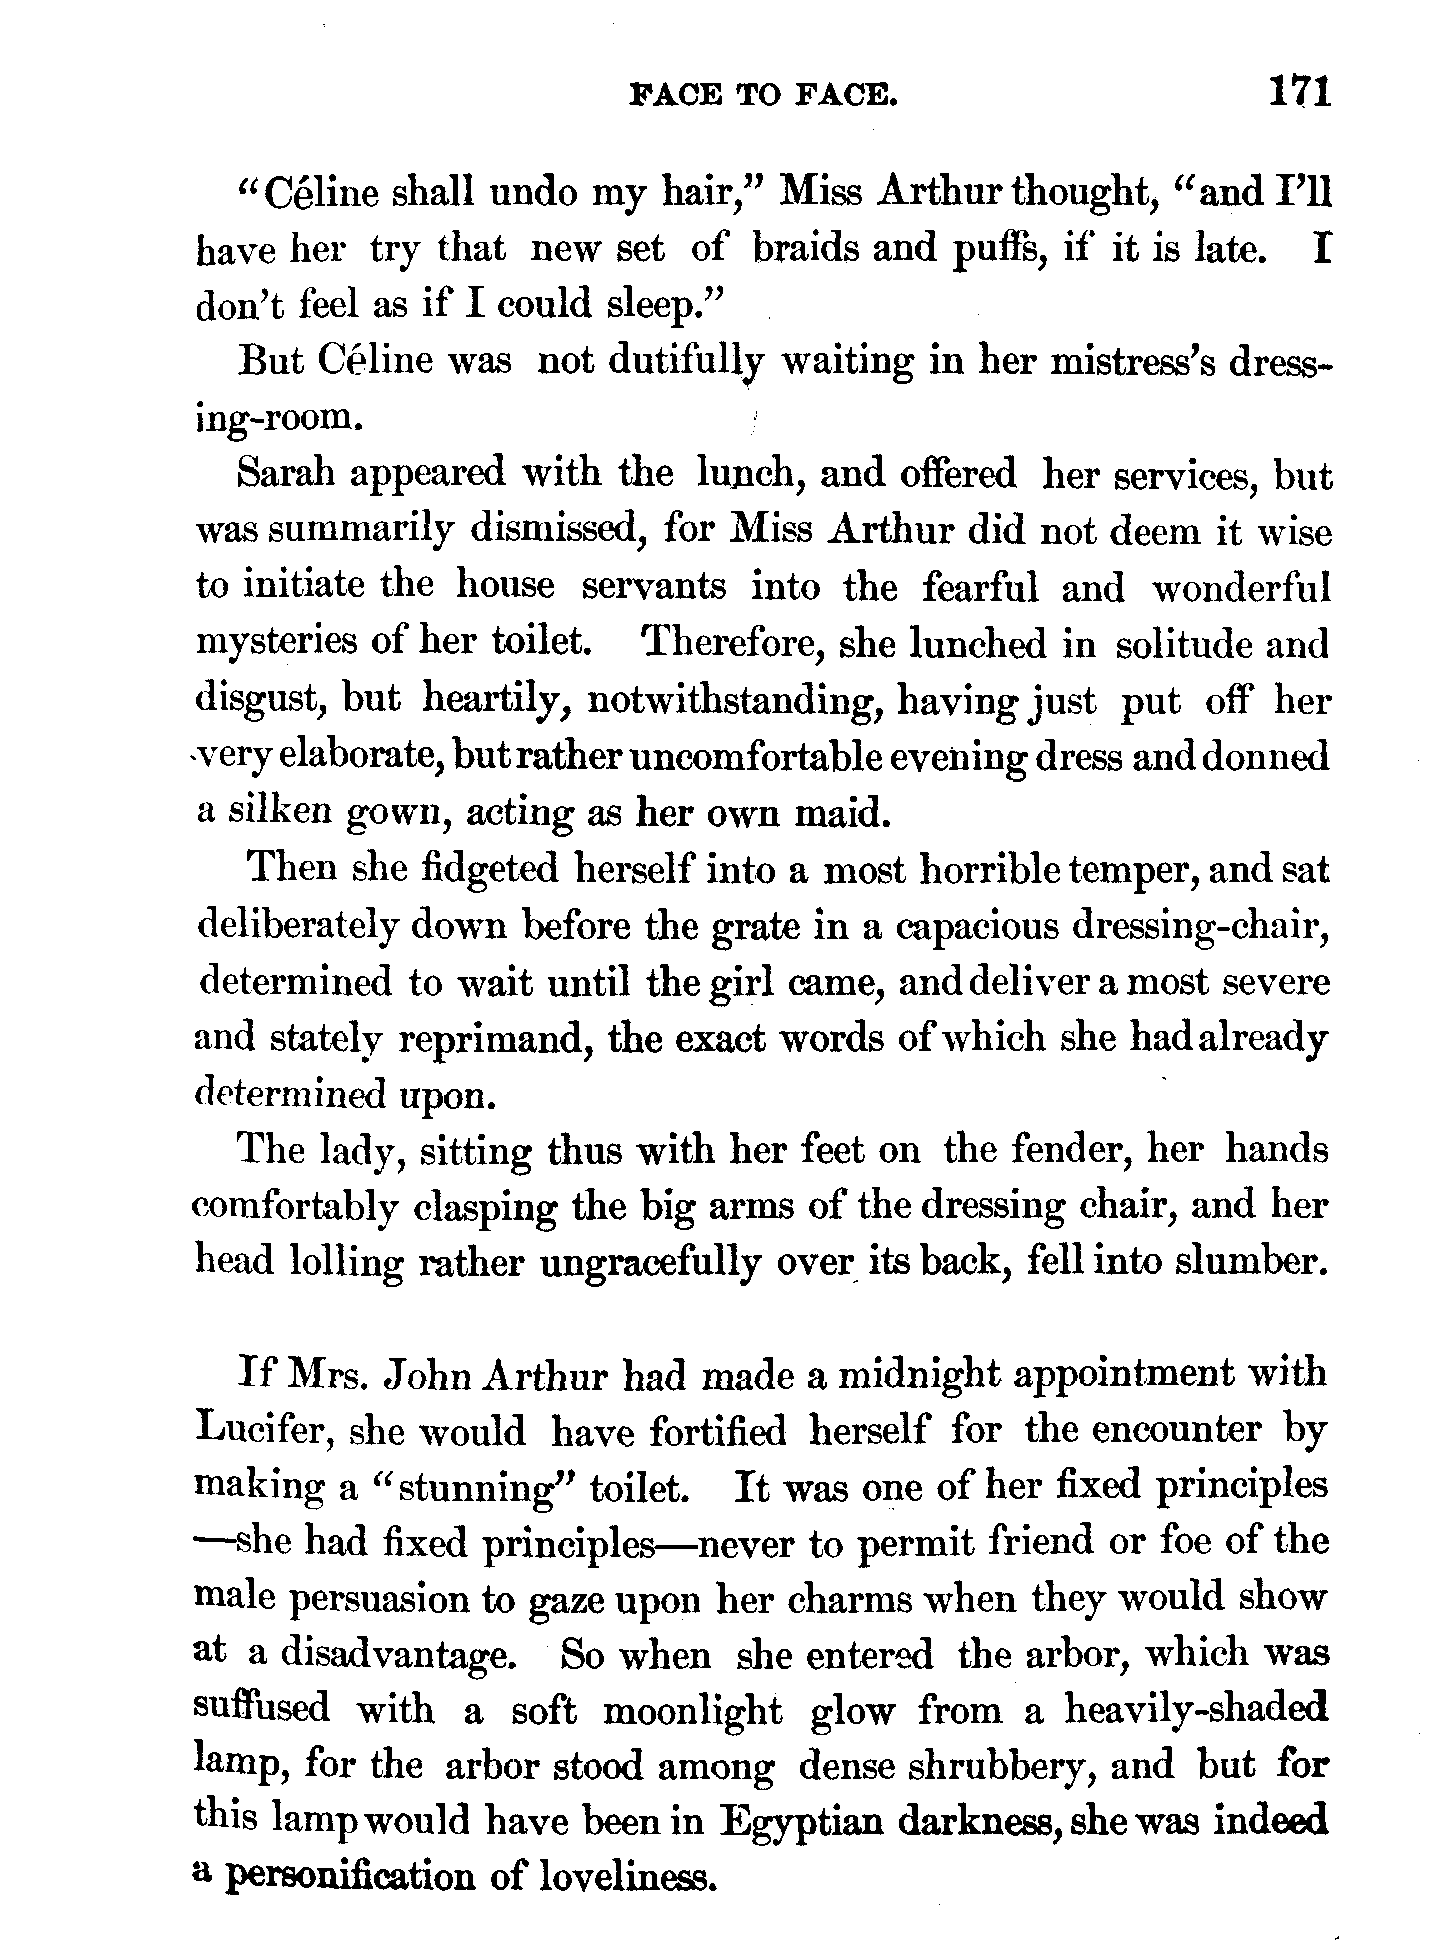 FACE TO FACE. 171
"Céline shall undo my hair," Miss Arthur thought, "and I'll
have her try that new set of braids and puffs, if it is late. I
don't feel as if I could sleep."
But Céline was not dutifully waiting in her mistress's dress-
ing-room.
Sarah appeared with the lunch, and offered her services, but
was summarily dismissed, for Miss Arthur did not deem it wise
to initiate the house servants into the fearful and wonderful
mysteries of her toilet. Therefore, she lunched in solitude and
disgust, but heartily, notwithstanding, having just put off her
very elaborate, but rather uncomfortable evening dress and donned
a silken gown, acting as her own maid.
Then she fidgeted herself into a most horrible temper, and sat
deliberately down before the grate in a capacious dressing-chair,
determined to wait until the girl came, and deliver a most severe
and stately reprimand, the exact words of which she had already
determined upon.
The lady, sitting thus with her feet on the fender, her hands
comfortably clasping the big arms of the dressing chair, and her
head lolling rather ungracefully over its back, fell into slumber.
If Mrs. John Arthur had made a midnight appointment with
Lucifer, she would have fortified herself for the encounter by
making a "stunning" toilet. It was one of her fixed principles
—she had fixed principles—never to permit friend or foe of the
male persuasion to gaze upon her charms when they would show
at a disadvantage. So when she entered the arbor, which was
suffused with a soft moonlight glow from a heavily-shaded
lamp, for the arbor stood among dense shrubbery, and but for
this lamp would have been in Egyptian darkness, she was indeed
a personification of loveliness.